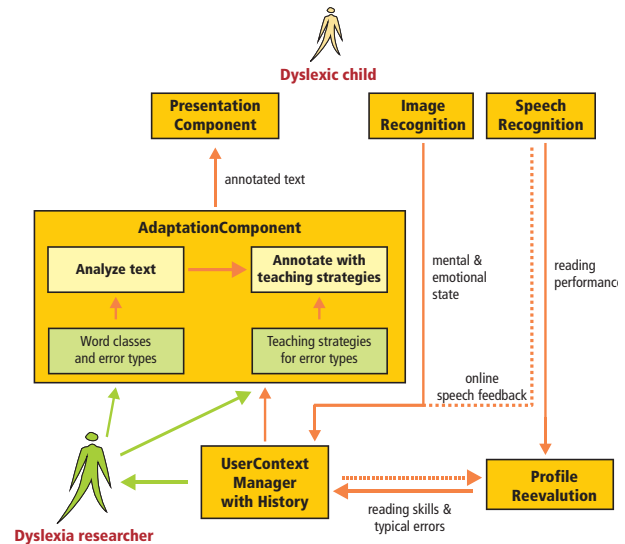 Dyslexic child
Presentation
Component
Image
Recognition
Speech
Recognition
annotated text
AdaptationComponent
Analyze text
Annotate with
teaching strategies
mental &
emotional
state
reading
performance
Word classes
and error types
Teaching strategies
for error types
online
speech feedback
UserContext
Manager
with History
Profile
Reevalution
reading skills &
typical errors
Dyslexia researcher